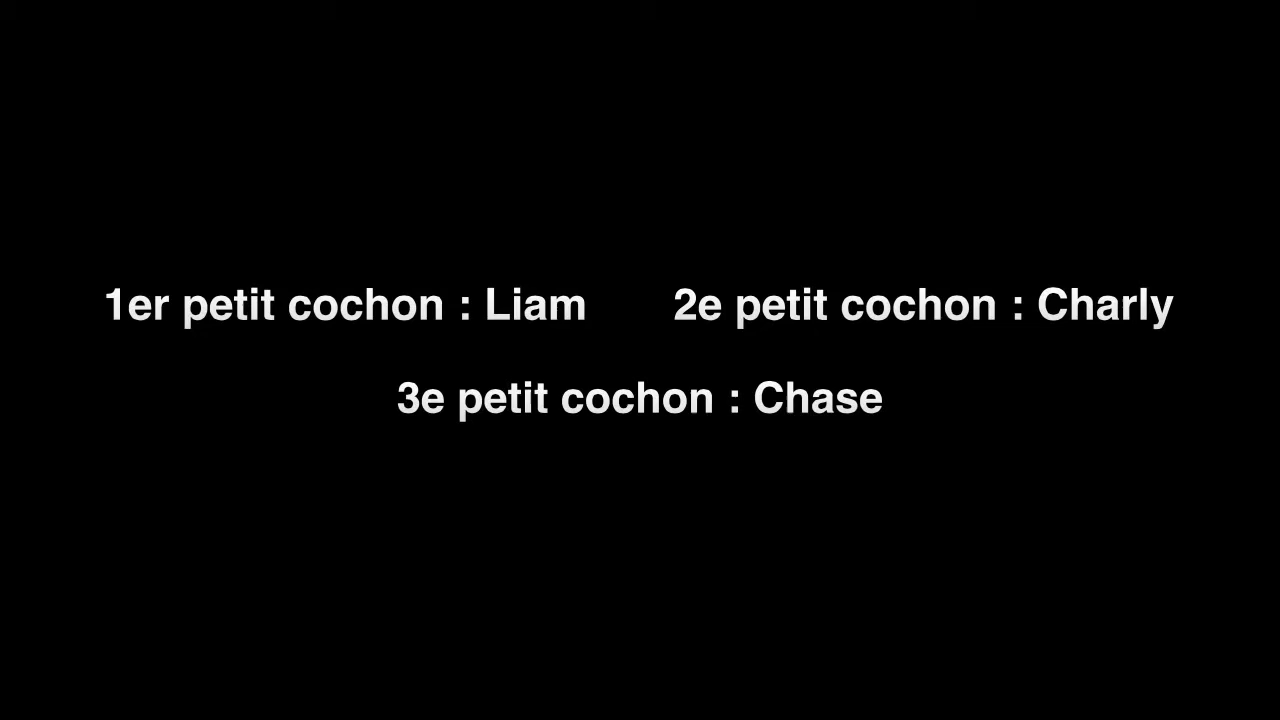 1er petit cochon : Liam 2e petit cochon : Charly
3e petit cochon : Chase